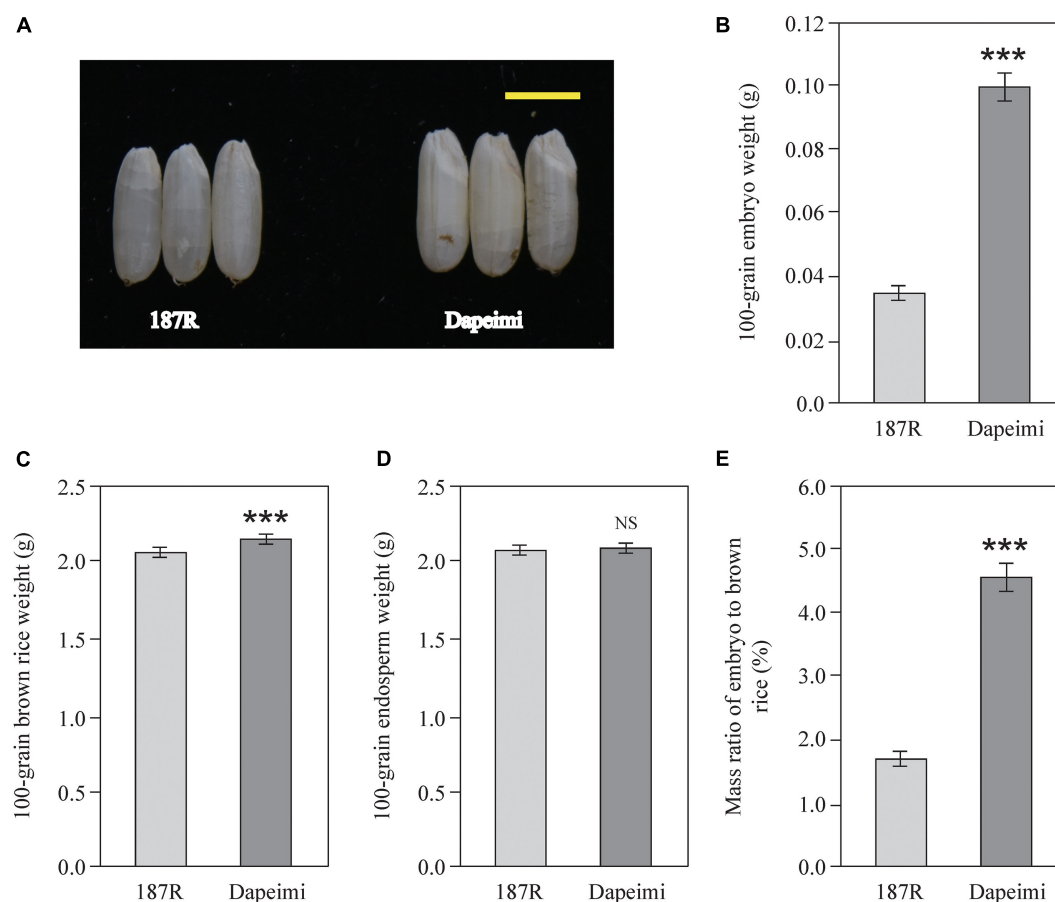 A
187R
Dapeimi
B
100-grain embryo weight (g)
0.12
0.10
0.08
0.06
0.04
0.02
0.0
***
187R
Dapeimi
C
100-grain brown rice weight (g)
2.5
2.0
1.5
1.0
0.5
0.0
***
187R
Dapeimi
D
100-grain endosperm weight (g)
2.5
2.0
1.5
1.0
0.5
0.0
NS
187R
Dapeimi
E
Mass ratio of embryo to brown
rice (%)
6.0
5.0
4.0
3.0
2.0
1.0
0.0
***
187R
Dapeimi